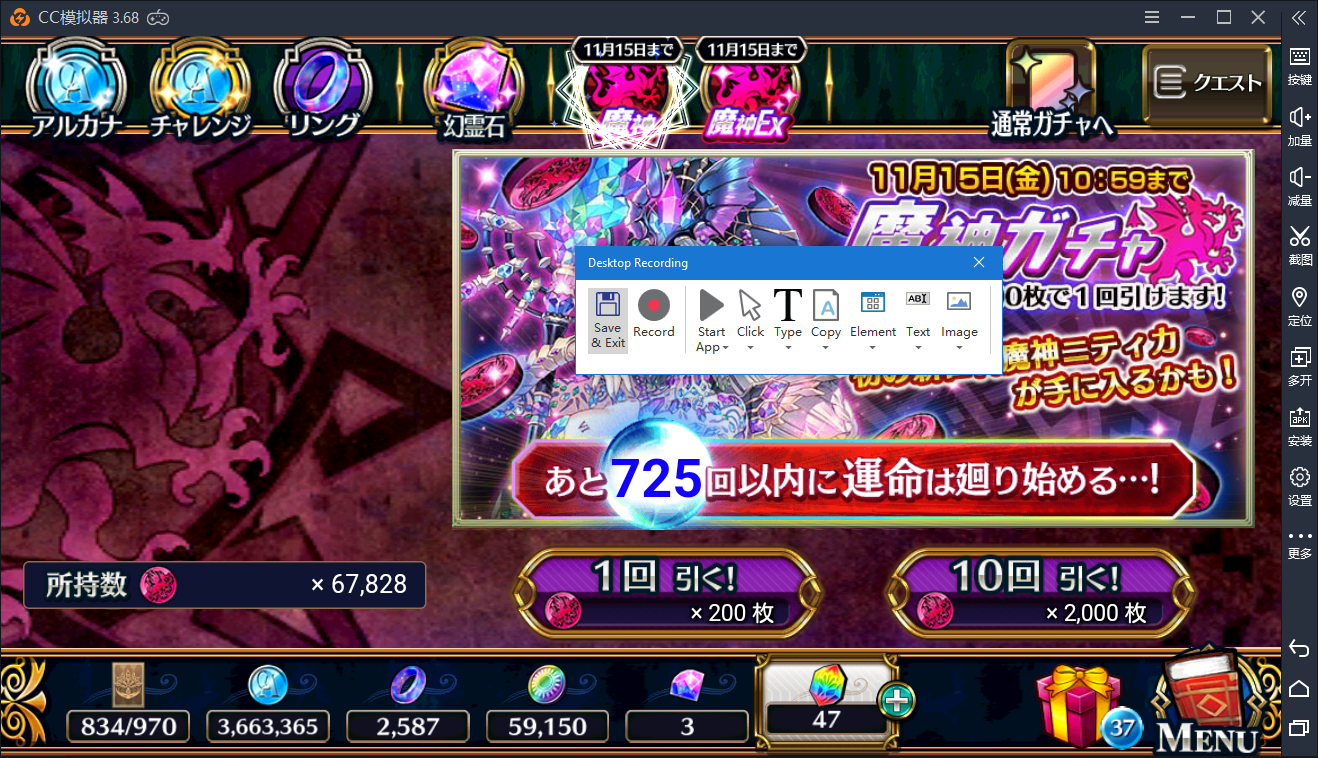 CC模拟器 3.68
アルカナ
チャレンジ
リング
幻霊石
11月15日まで
魔神
11月15日まで
魔神Ex
通常ガチャへ
クエスト
按键
加量
减量
截图
定位
多开
安装
设置
更多
11月15日(金)10:59まで
魔神ガチャ
0枚で1回引けます!
Desktop Recording
Save & Exit
Record
Start App
Click
Type
Copy
Element
Text
Image
魔神ニティカ
が手に入るかも!
あと725回以内に運命は廻り始める…!
所持数 × 67,828
1回 引く!
× 200 枚
10回 引く!
× 2,000 枚
834/970
3,663,365
2,587
59,150
3
47
37
MENU